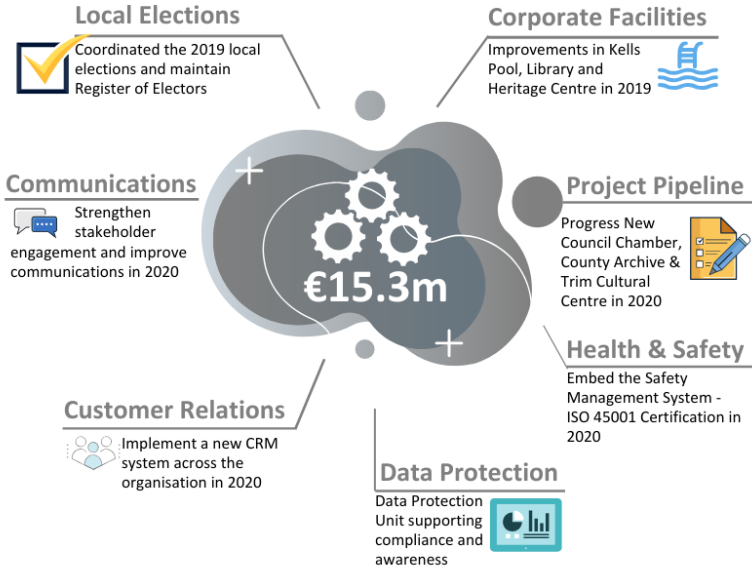 Local Elections
Coordinated the 2019 local
elections and maintain
Register of Electors
Corporate Facilities
Improvements in Kells
Pool, Library and
Heritage Centre in 2019
Communications
Strengthen
stakeholder
engagement and improve
communications in 2020
€15.3m
Project Pipeline
Progress New
Council Chamber,
County Archive &
Trim Cultural
Centre in 2020
Health & Safety
Embed the Safety
Management System -
ISO 45001 Certification in
2020
Customer Relations
Implement a new CRM
system across the
organisation in 2020
Data Protection
Data Protection
Unit supporting
compliance and
awareness